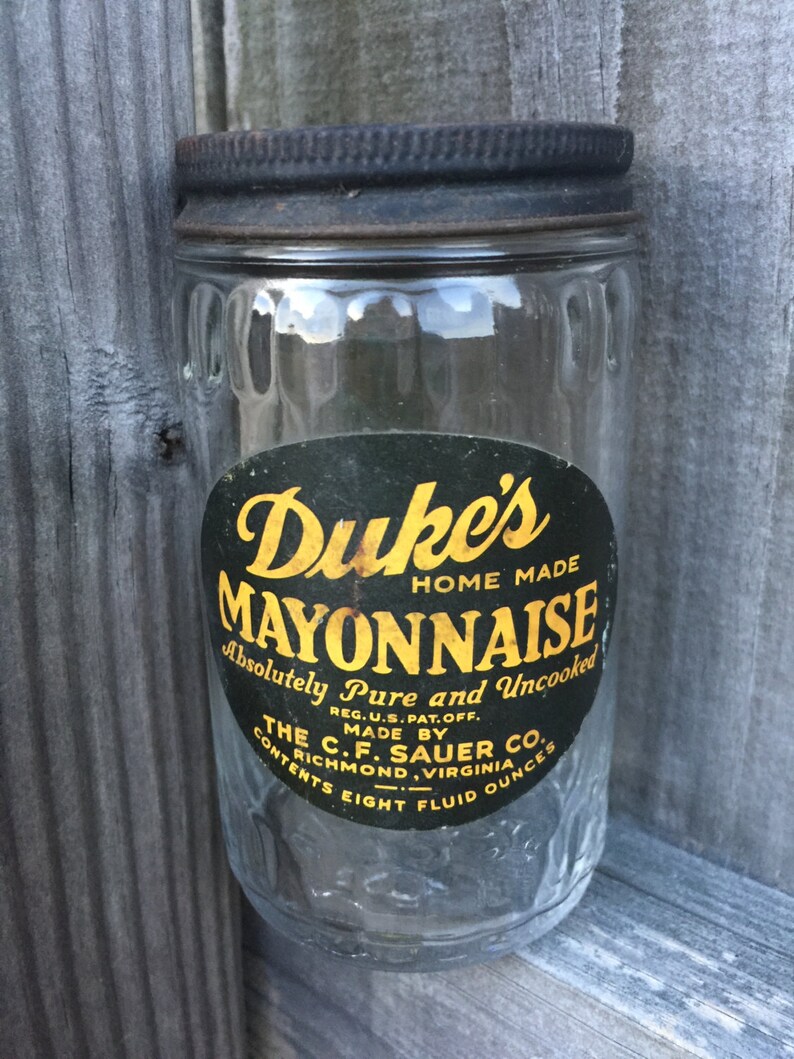 Duke's
HOME MADE
MAYONNAISE
Absolutely Pure and Uncooked
REG. U.S. PAT. OFF.
MADE BY
THE C. F. SAUER CO.
RICHMOND, VIRGINIA
CONTENTS EIGHT FLUID OUNCES